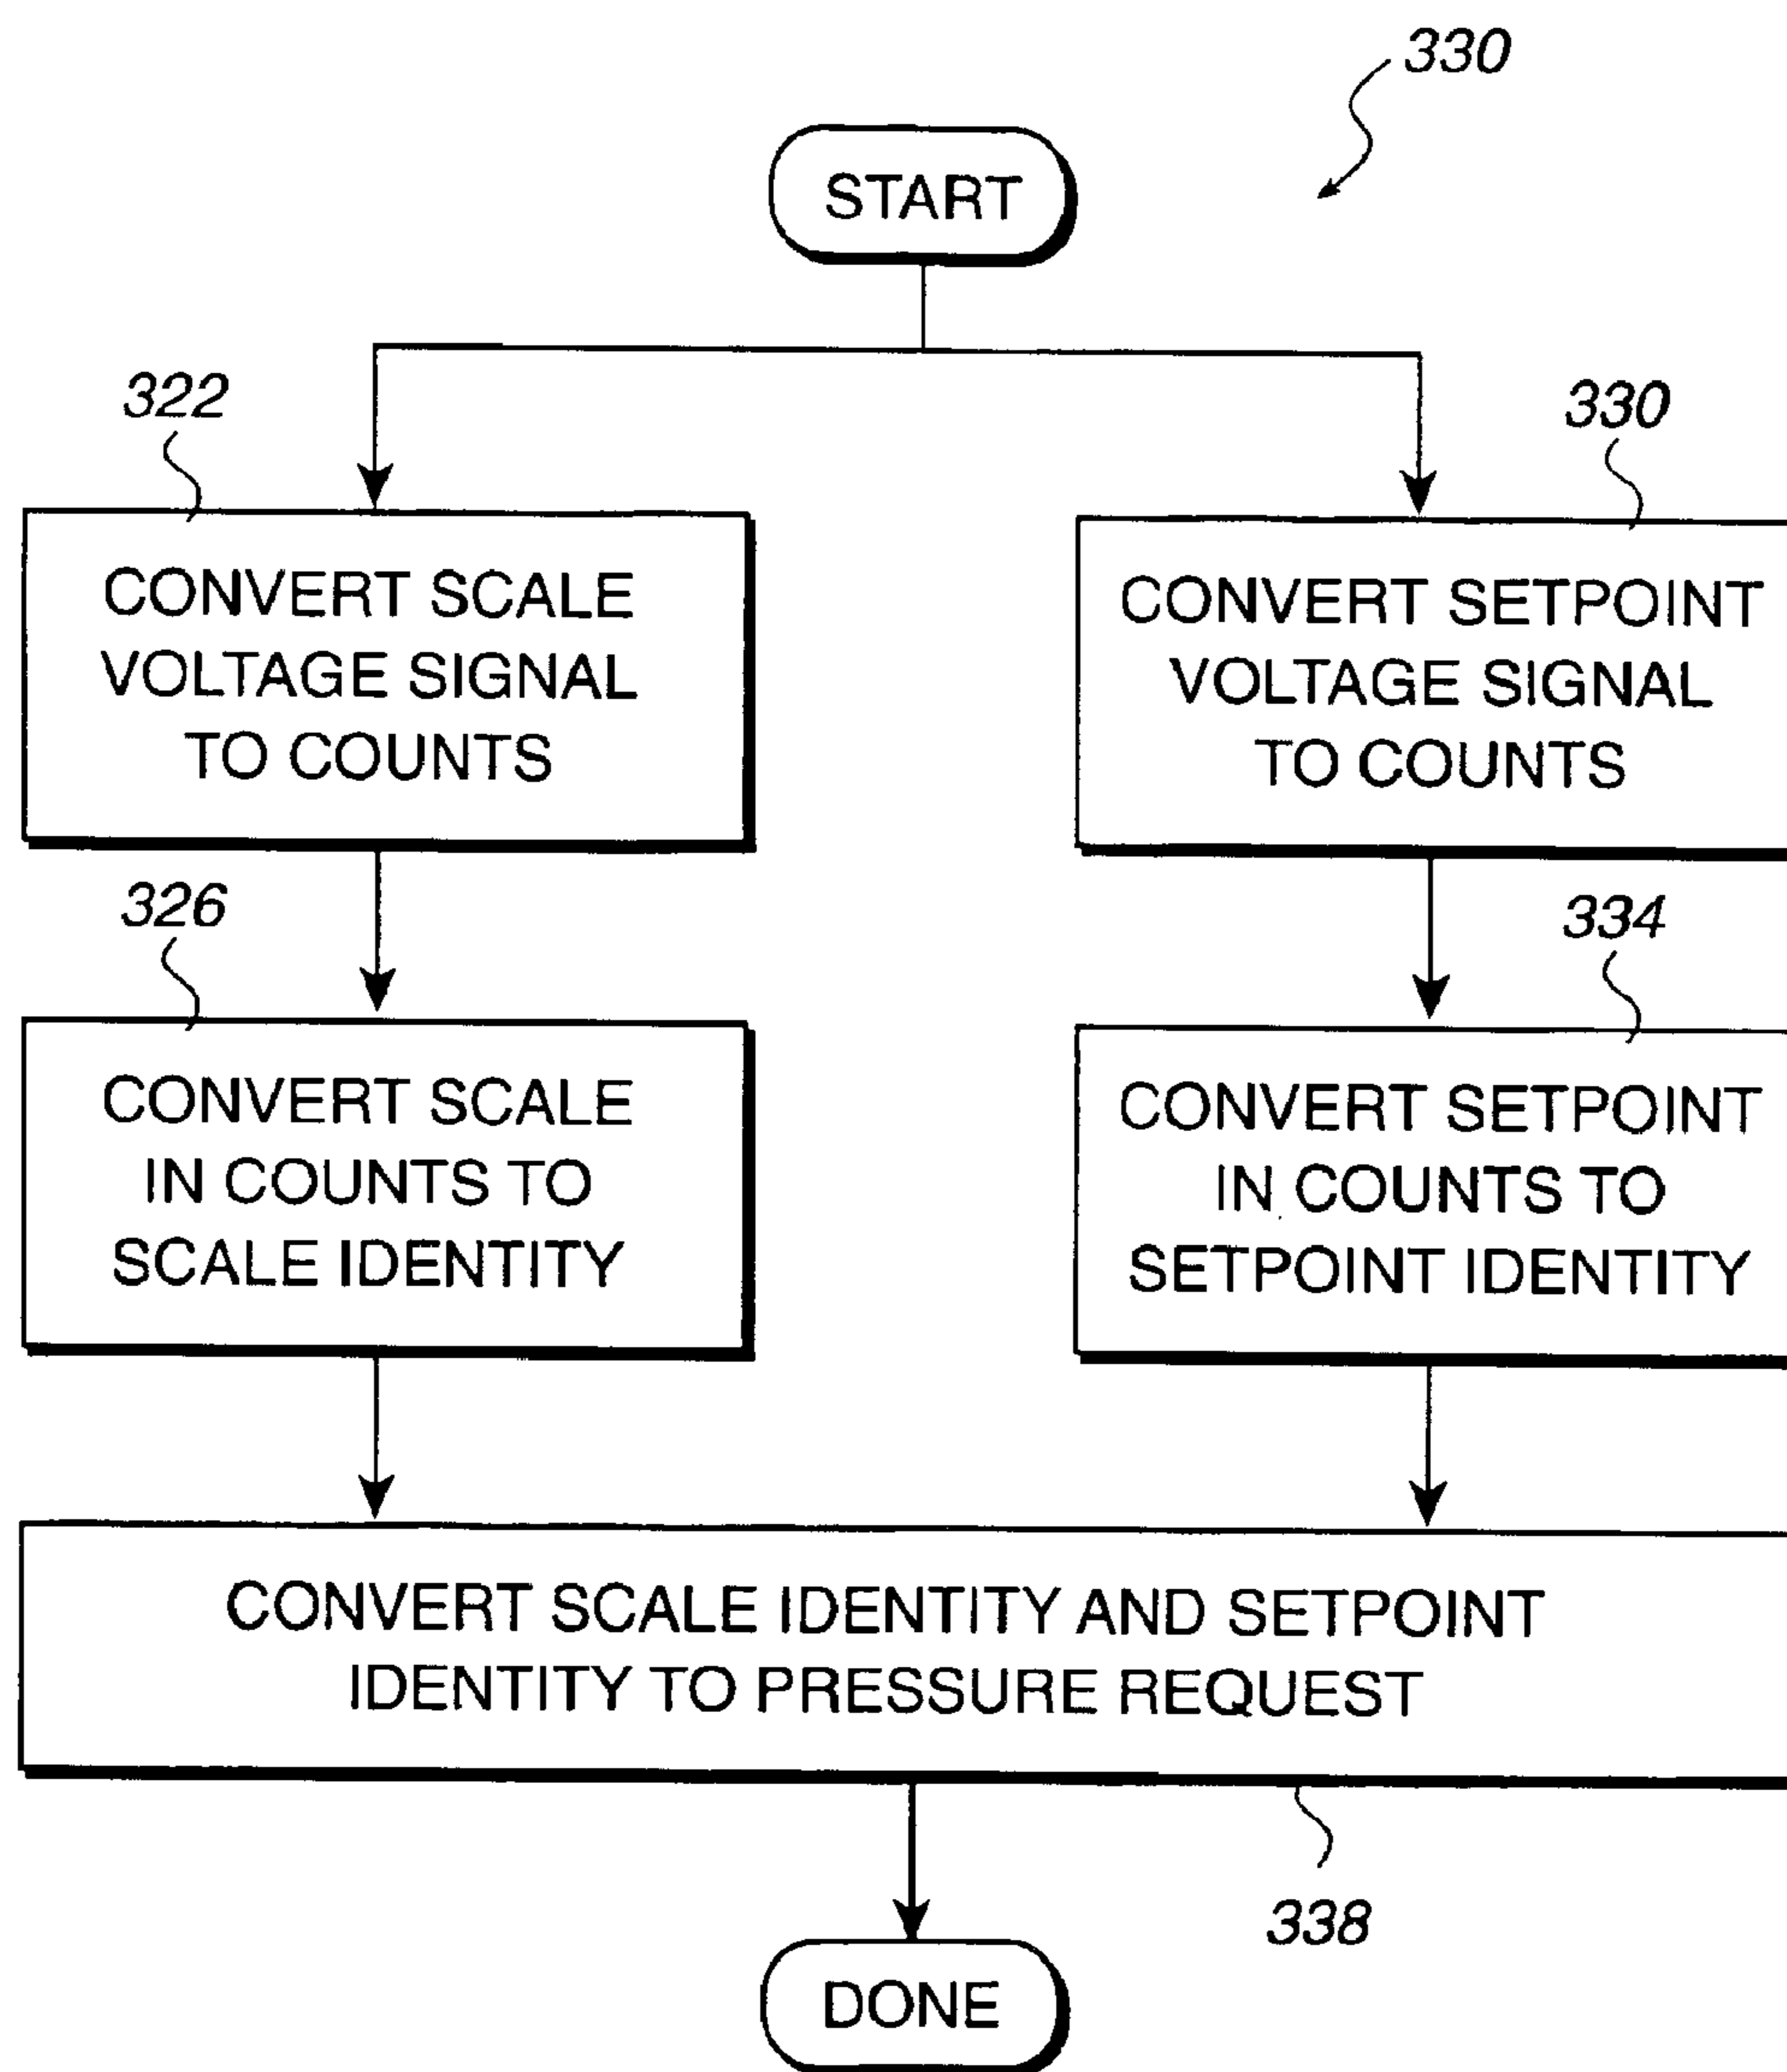 330
START
322
330
CONVERT SCALE
VOLTAGE SIGNAL
TO COUNTS
CONVERT SETPOINT
VOLTAGE SIGNAL
TO COUNTS
326
334
CONVERT SCALE
IN COUNTS TO
SCALE IDENTITY
CONVERT SETPOINT
IN COUNTS TO
SETPOINT IDENTITY
CONVERT SCALE IDENTITY AND SETPOINT
IDENTITY TO PRESSURE REQUEST
338
DONE